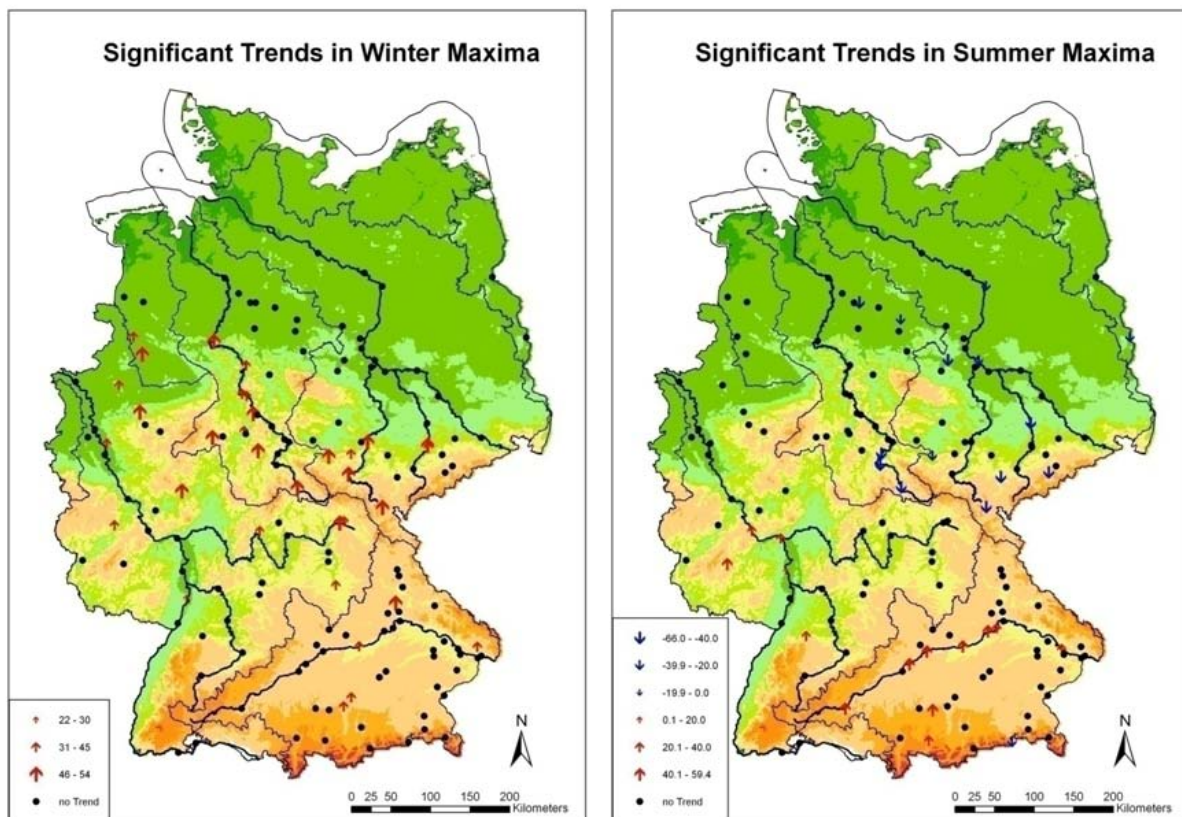 Significant Trends in Winter Maxima
22 - 30
31 - 45
46 - 54
no Trend
N
0 25 50 100 150 200
Kilometers
Significant Trends in Summer Maxima
-66.0 - -40.0
-39.9 - -20.0
-19.9 - 0.0
0.1 - 20.0
20.1 - 40.0
40.1 - 59.4
no Trend
N
0 25 50 100 150 200
Kilometers